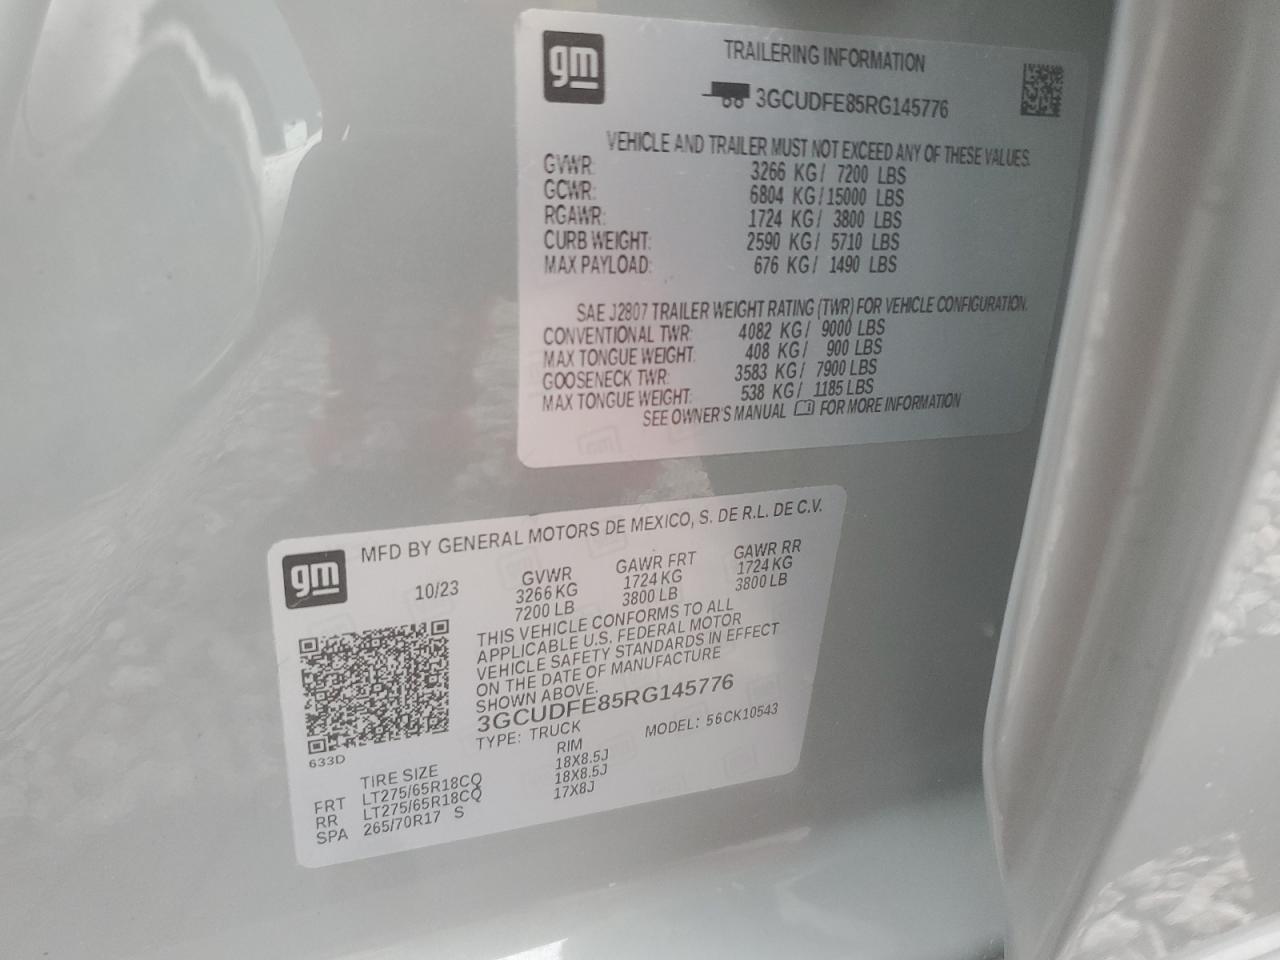 gm
TRAILERING INFORMATION
3GCUDFE85RG145776
VEHICLE AND TRAILER MUST NOT EXCEED ANY OF THESE VALUES.
GVWR: 3266 KG/ 7200 LBS
GCWR: 6804 KG/15000 LBS
RGAWR: 1724 KG/ 3800 LBS
CURB WEIGHT: 2590 KG/ 5710 LBS
MAX PAYLOAD: 676 KG/ 1490 LBS
SAE J2807 TRAILER WEIGHT RATING (TWR) FOR VEHICLE CONFIGURATION.
CONVENTIONAL TWR: 4082 KG/ 9000 LBS
MAX TONGUE WEIGHT: 408 KG/ 900 LBS
GOOSENECK TWR: 3583 KG/ 7900 LBS
MAX TONGUE WEIGHT: 538 KG/ 1185 LBS
SEE OWNER'S MANUAL FOR MORE INFORMATION
gm
MFD BY GENERAL MOTORS DE MEXICO, S. DE R.L. DE C.V.
10/23 GVWR GAWR FRT GAWR RR
3266 KG 1724 KG 1724 KG
7200 LB 3800 LB 3800 LB
THIS VEHICLE CONFORMS TO ALL
APPLICABLE U.S. FEDERAL MOTOR
VEHICLE SAFETY STANDARDS IN EFFECT
ON THE DATE OF MANUFACTURE
SHOWN ABOVE.
3GCUDFE85RG145776
TYPE: TRUCK MODEL: 56CK10543
633D
TIRE SIZE RIM
FRT LT275/65R18CQ 18X8.5J
RR LT275/65R18CQ 18X8.5J
SPA 265/70R17 S 17X8J